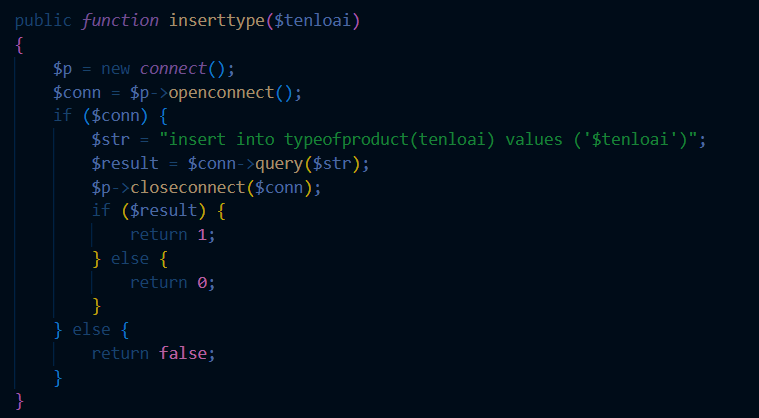 public function inserttype($tenloai)
{
    $p = new connect();
    $conn = $p->openconnect();
    if ($conn) {
        $str = "insert into typeofproduct(tenloai) values ('$tenloai')";
        $result = $conn->query($str);
        $p->closeconnect($conn);
        if ($result) {
            return 1;
        } else {
            return 0;
        }
    } else {
        return false;
    }
}